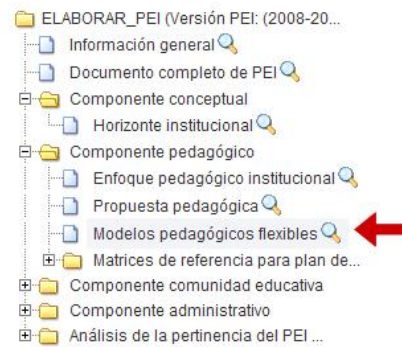 ELABORAR_PEI (Versión PEI: (2008-20...
Información general
Documento completo de PEI
Componente conceptual
Horizonte institucional
Componente pedagógico
Enfoque pedagógico institucional
Propuesta pedagógica
Modelos pedagógicos flexibles
Matrices de referencia para plan de...
Componente comunidad educativa
Componente administrativo
Análisis de la pertinencia del PEI ...